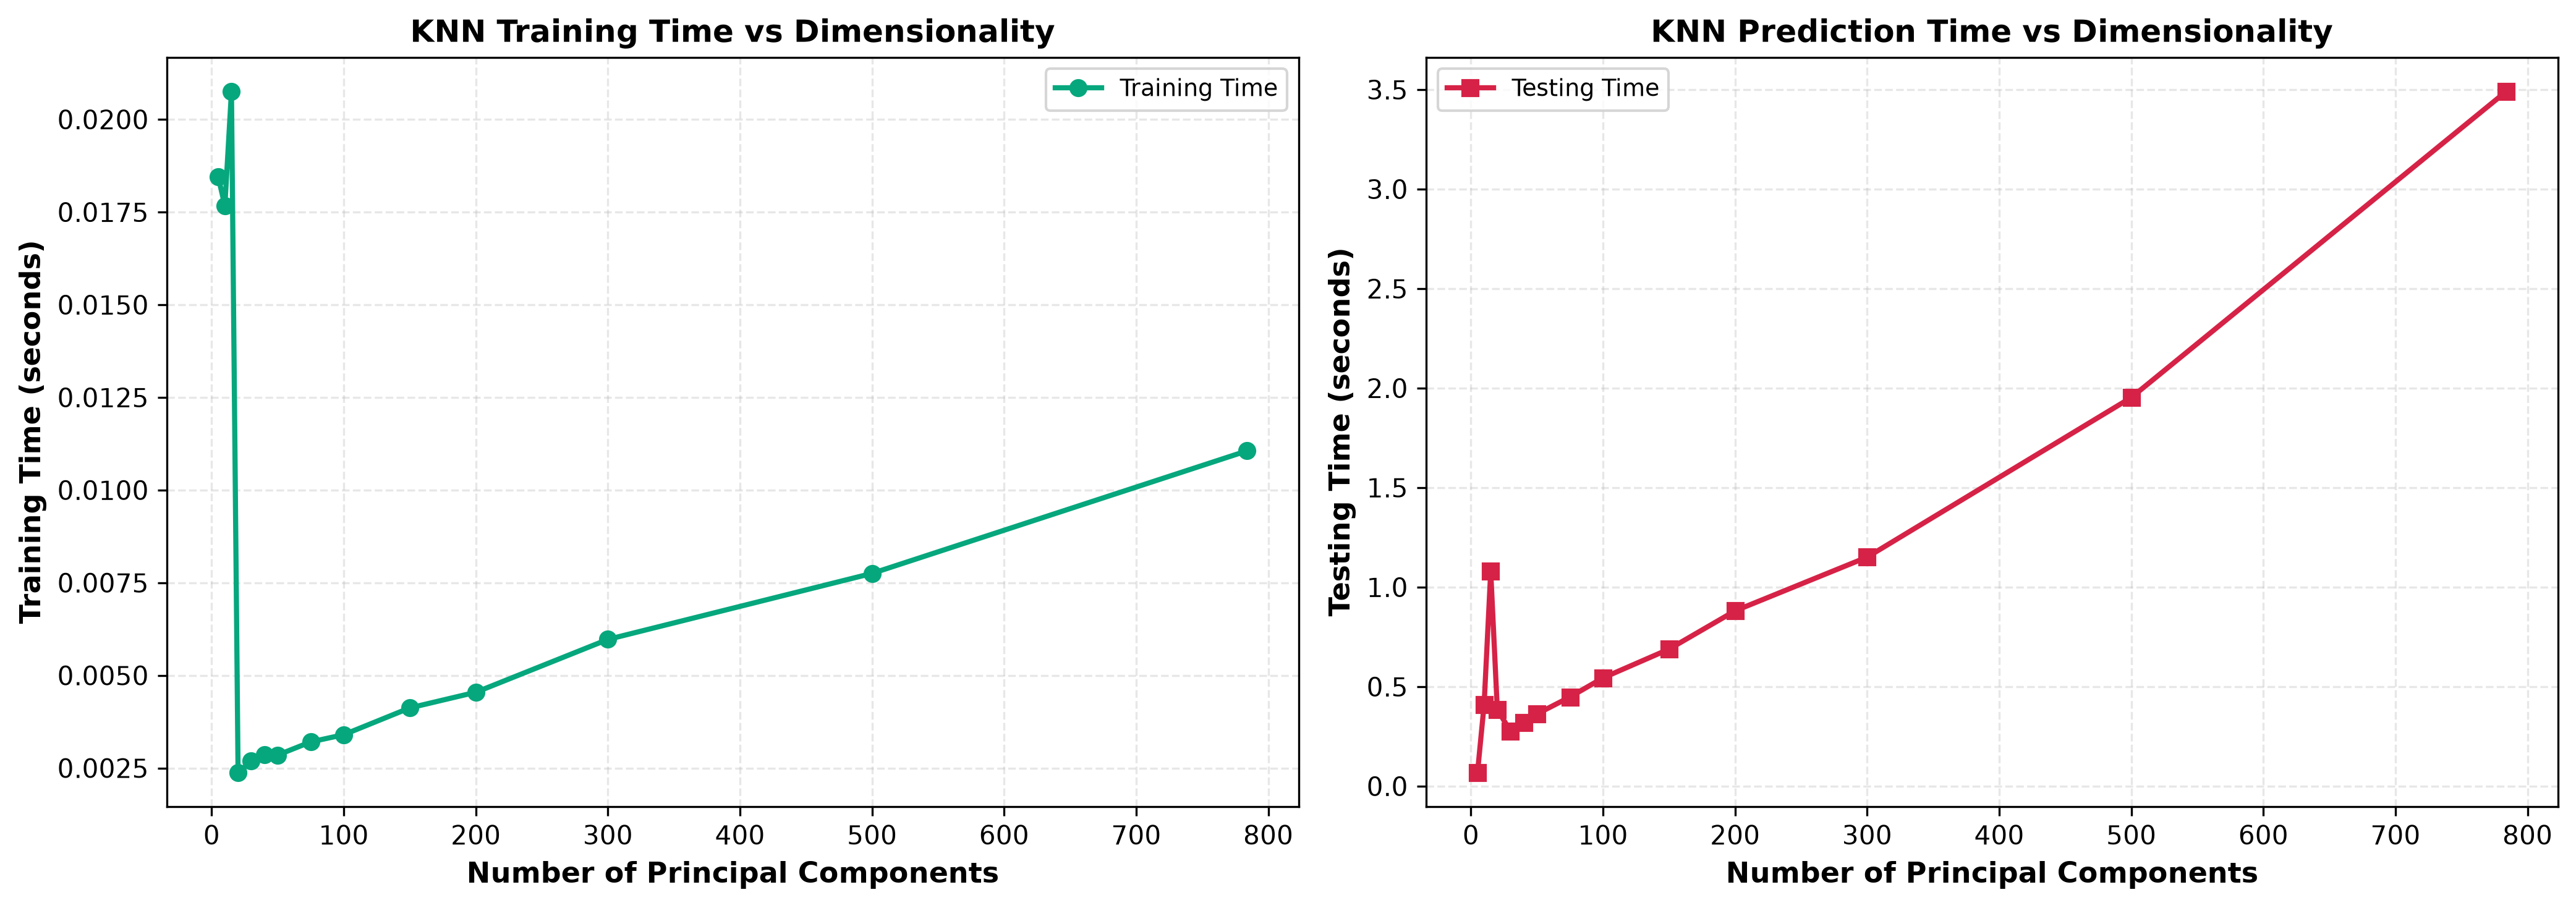 KNN Training Time vs Dimensionality
Training Time
0.0200
0.0175
0.0150
0.0125
0.0100
0.0075
0.0050
0.0025
Training Time (seconds)
0 100 200 300 400 500 600 700 800
Number of Principal Components
KNN Prediction Time vs Dimensionality
Testing Time
3.5
3.0
2.5
2.0
1.5
1.0
0.5
0.0
Testing Time (seconds)
0 100 200 300 400 500 600 700 800
Number of Principal Components